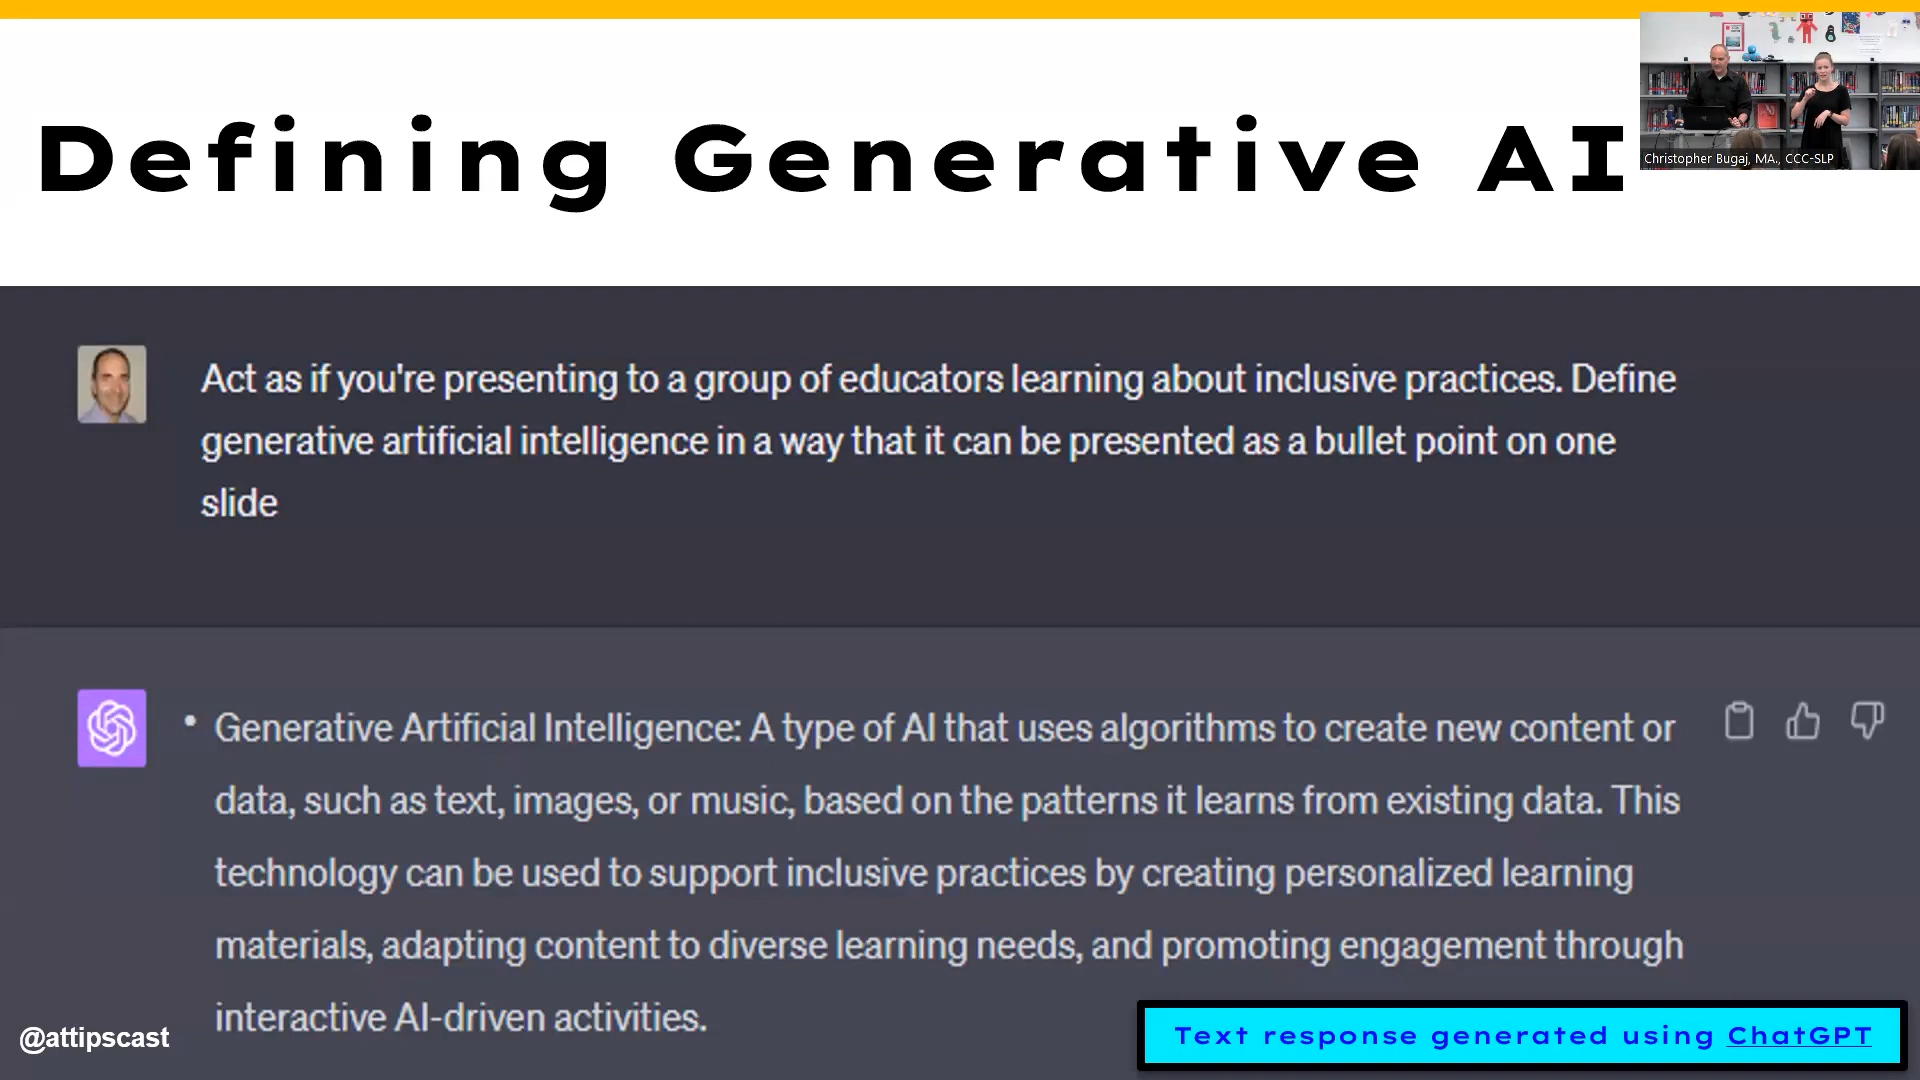 Defining Generative AI
Christopher Bugaj, MA., CCC-SLP
Act as if you're presenting to a group of educators learning about inclusive practices. Define
generative artificial intelligence in a way that it can be presented as a bullet point on one
slide
• Generative Artificial Intelligence: A type of AI that uses algorithms to create new content or
data, such as text, images, or music, based on the patterns it learns from existing data. This
technology can be used to support inclusive practices by creating personalized learning
materials, adapting content to diverse learning needs, and promoting engagement through
interactive AI-driven activities.
@attipscast
Text response generated using ChatGPT